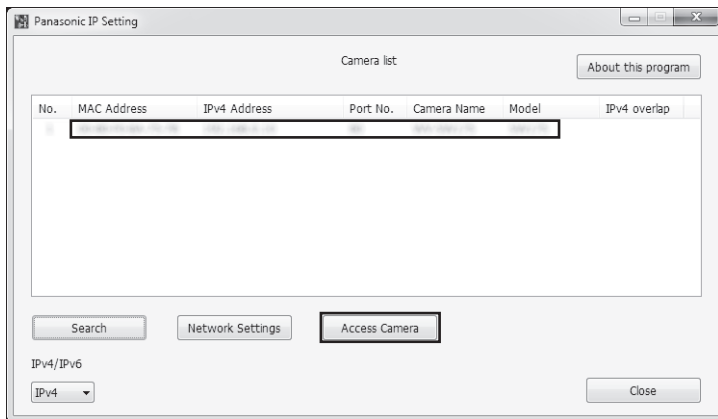 Panasonic IP Setting
Camera list
About this program
No. MAC Address IPv4 Address Port No. Camera Name Model IPv4 overlap
Search Network Settings Access Camera
IPv4/IPv6
IPv4
Close